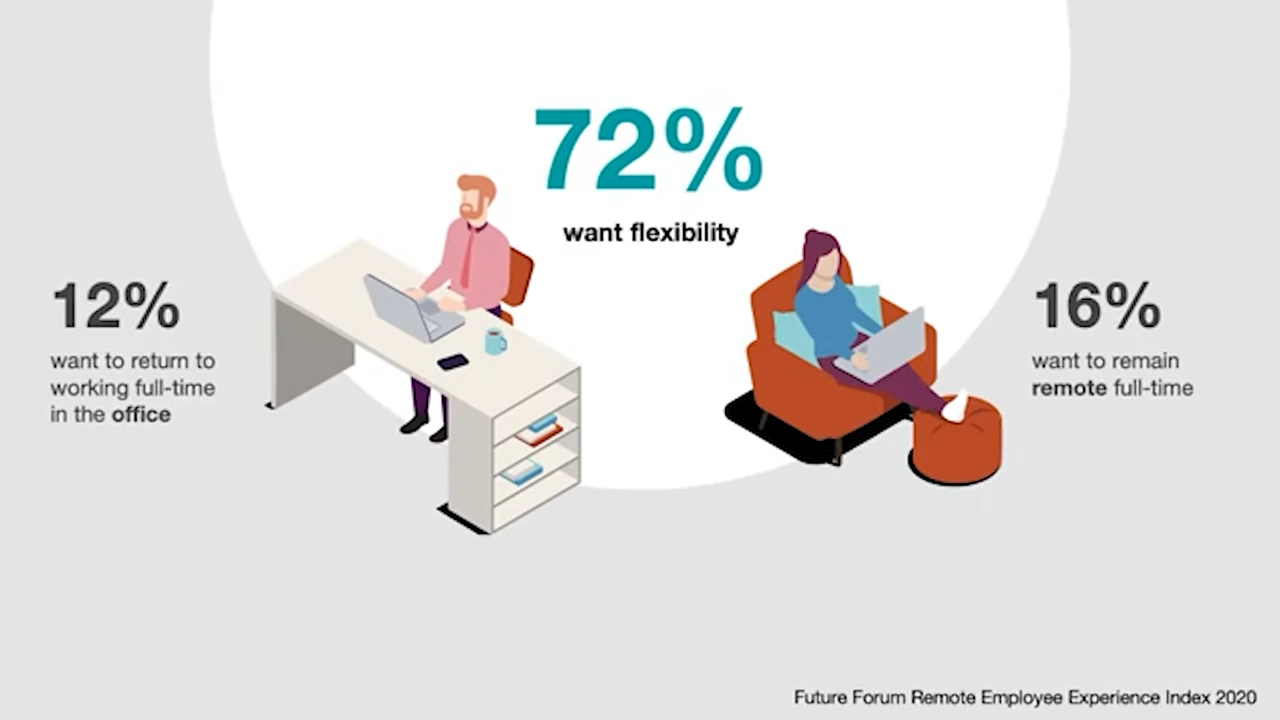 72%
want flexibility
12%
want to return to
working full-time
in the office
16%
want to remain
remote full-time
Future Forum Remote Employee Experience Index 2020